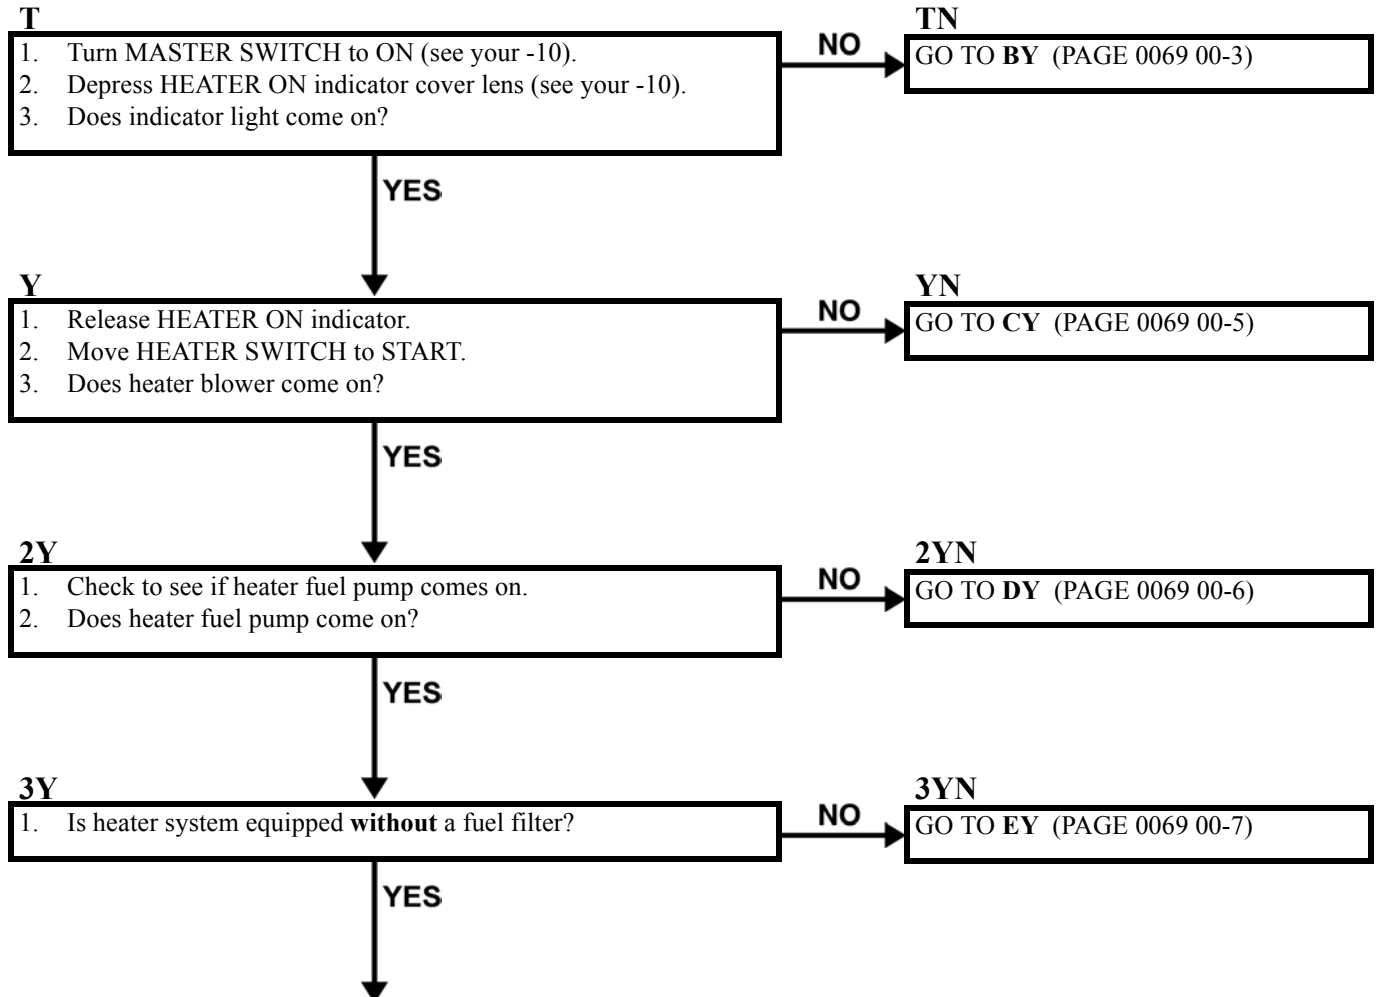 T
1. Turn MASTER SWITCH to ON (see your -10).
2. Depress HEATER ON indicator cover lens (see your -10).
3. Does indicator light come on?
NO
TN
GO TO BY (PAGE 0069 00-3)
YES
Y
1. Release HEATER ON indicator.
2. Move HEATER SWITCH to START.
3. Does heater blower come on?
NO
YN
GO TO CY (PAGE 0069 00-5)
YES
2Y
1. Check to see if heater fuel pump comes on.
2. Does heater fuel pump come on?
NO
2YN
GO TO DY (PAGE 0069 00-6)
YES
3Y
1. Is heater system equipped without a fuel filter?
NO
3YN
GO TO EY (PAGE 0069 00-7)
YES